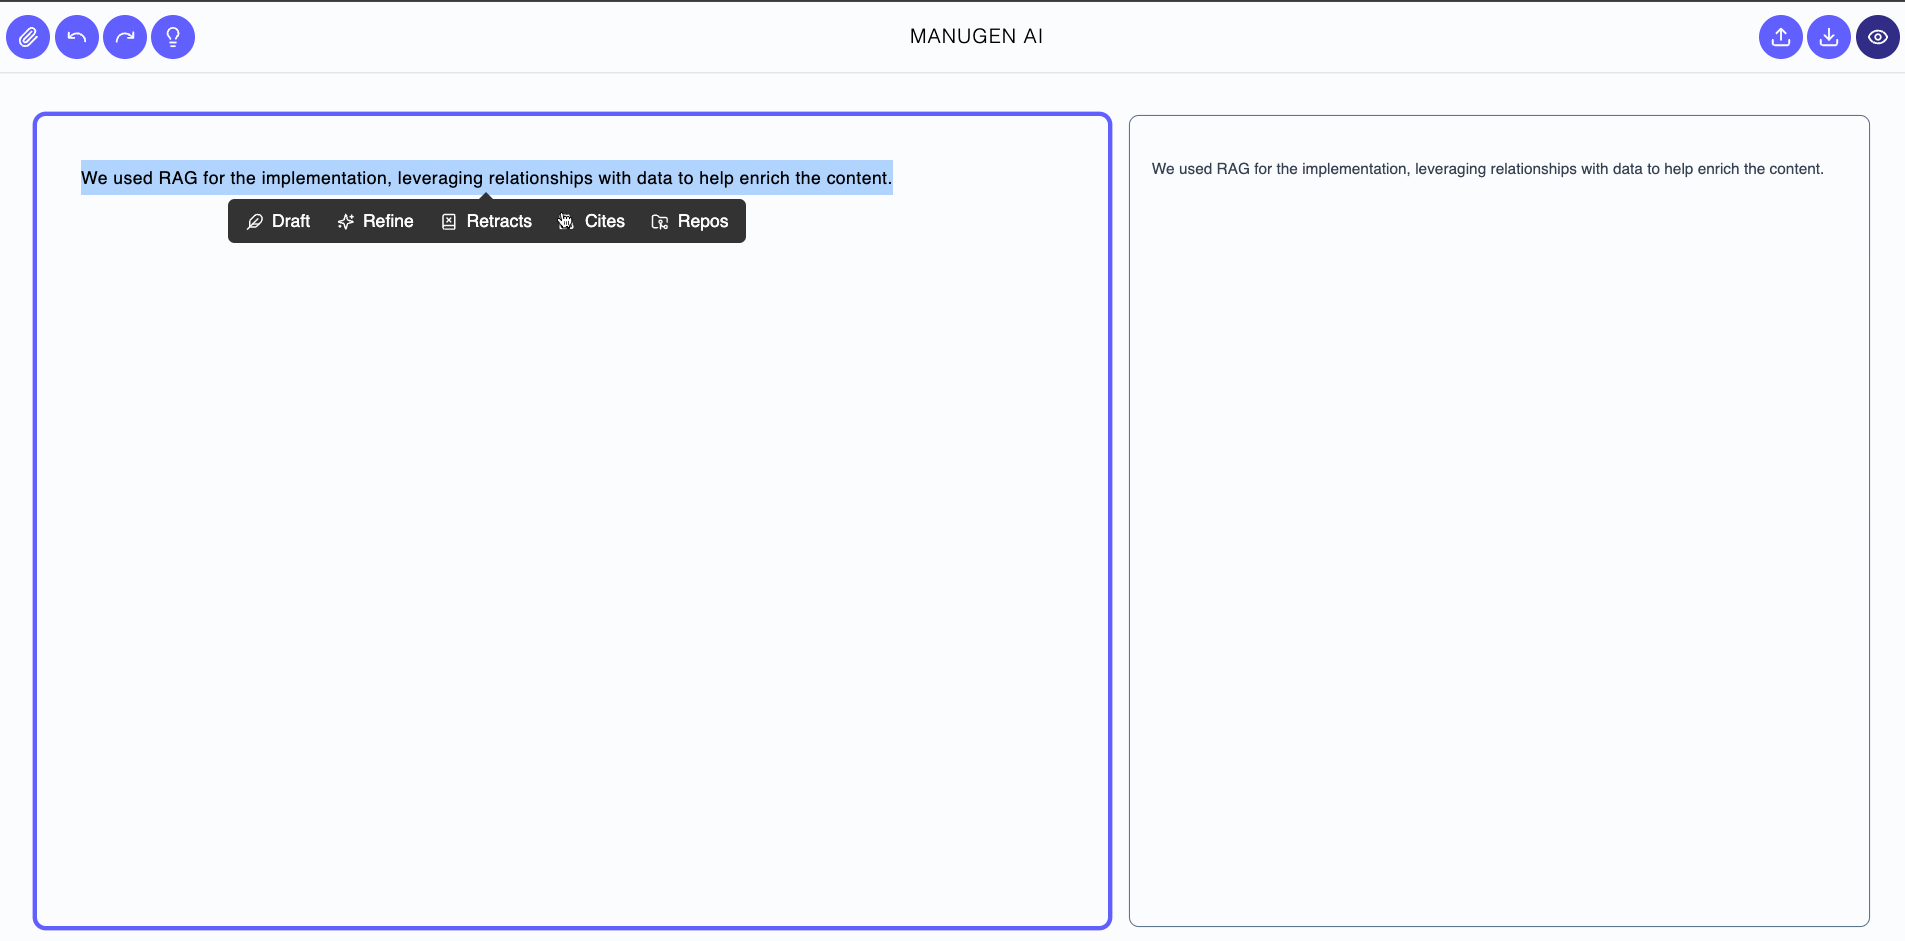 MANUGEN AI
We used RAG for the implementation, leveraging relationships with data to help enrich the content.
Draft Refine Retracts Cites Repos
We used RAG for the implementation, leveraging relationships with data to help enrich the content.